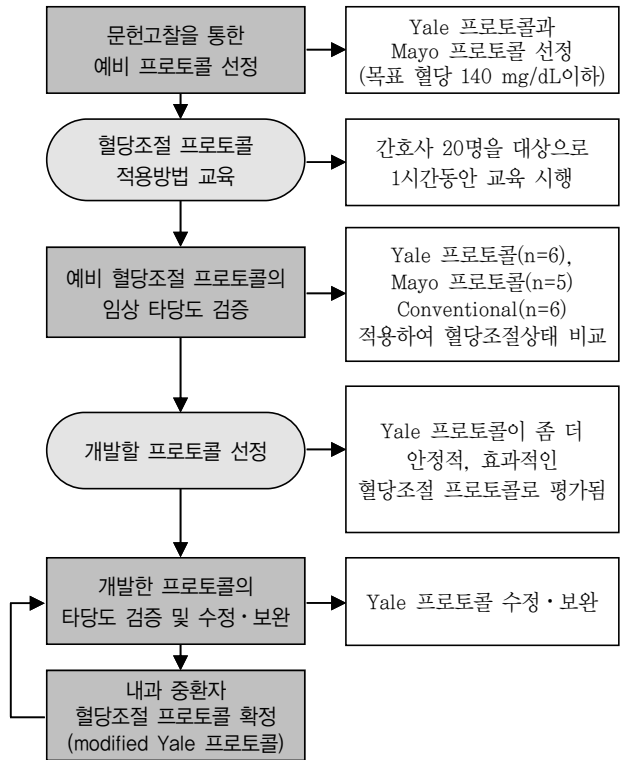 문헌고찰을 통한
예비 프로토콜 선정
Yale 프로토콜과
Mayo 프로토콜 선정
(목표 혈당 140 mg/dL이하)
혈당조절 프로토콜
적용방법 교육
간호사 20명을 대상으로
1시간동안 교육 시행
예비 혈당조절 프로토콜의
임상 타당도 검증
Yale 프로토콜(n=6),
Mayo 프로토콜(n=5)
Conventional(n=6)
적용하여 혈당조절상태 비교
개발할 프로토콜 선정
Yale 프로토콜이 좀 더
안정적, 효과적인
혈당조절 프로토콜로 평가됨
개발한 프로토콜의
타당도 검증 및 수정·보완
Yale 프로토콜 수정·보완
내과 중환자
혈당조절 프로토콜 확정
(modified Yale 프로토콜)